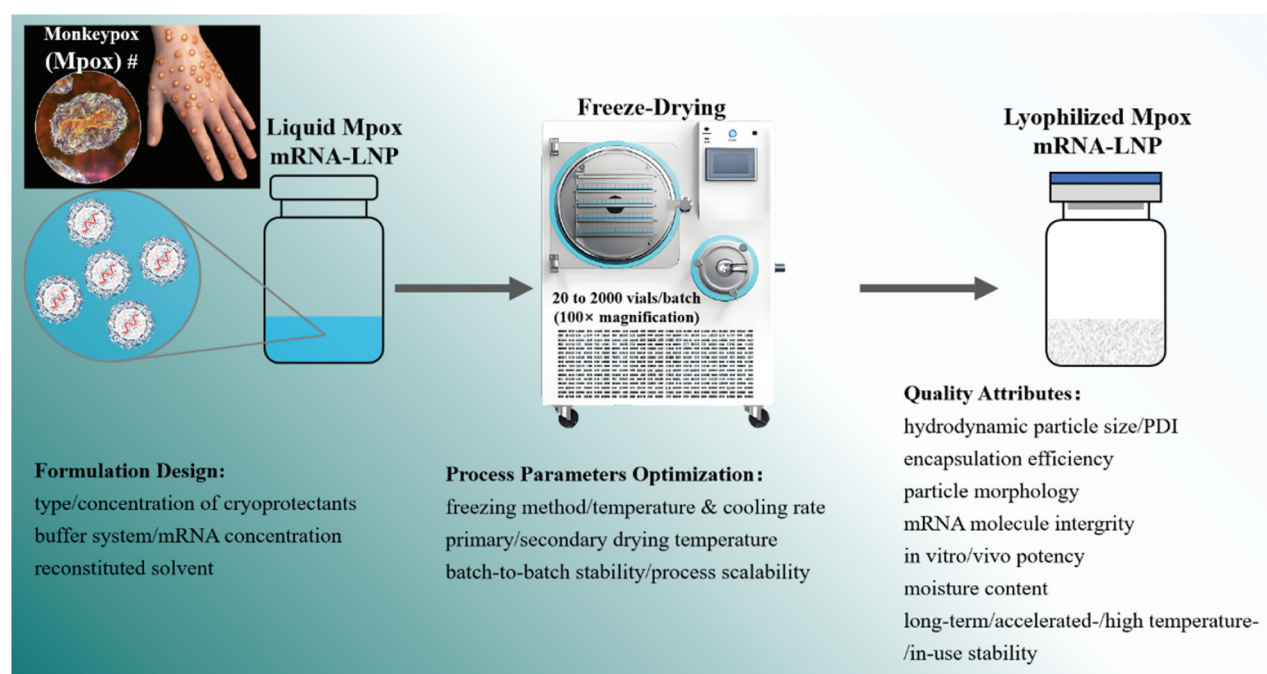 Monkeypox
(Mpox) #
Liquid Mpox
mRNA-LNP
Freeze-Drying
20 to 2000 vials/batch
(100× magnification)
Lyophilized Mpox
mRNA-LNP
Formulation Design:
type/concentration of cryoprotectants
buffer system/mRNA concentration
reconstituted solvent
Process Parameters Optimization:
freezing method/temperature & cooling rate
primary/secondary drying temperature
batch-to-batch stability/process scalability
Quality Attributes:
hydrodynamic particle size/PDI
encapsulation efficiency
particle morphology
mRNA molecule intergrity
in vitro/vivo potency
moisture content
long-term/accelerated-/high temperature-
/in-use stability